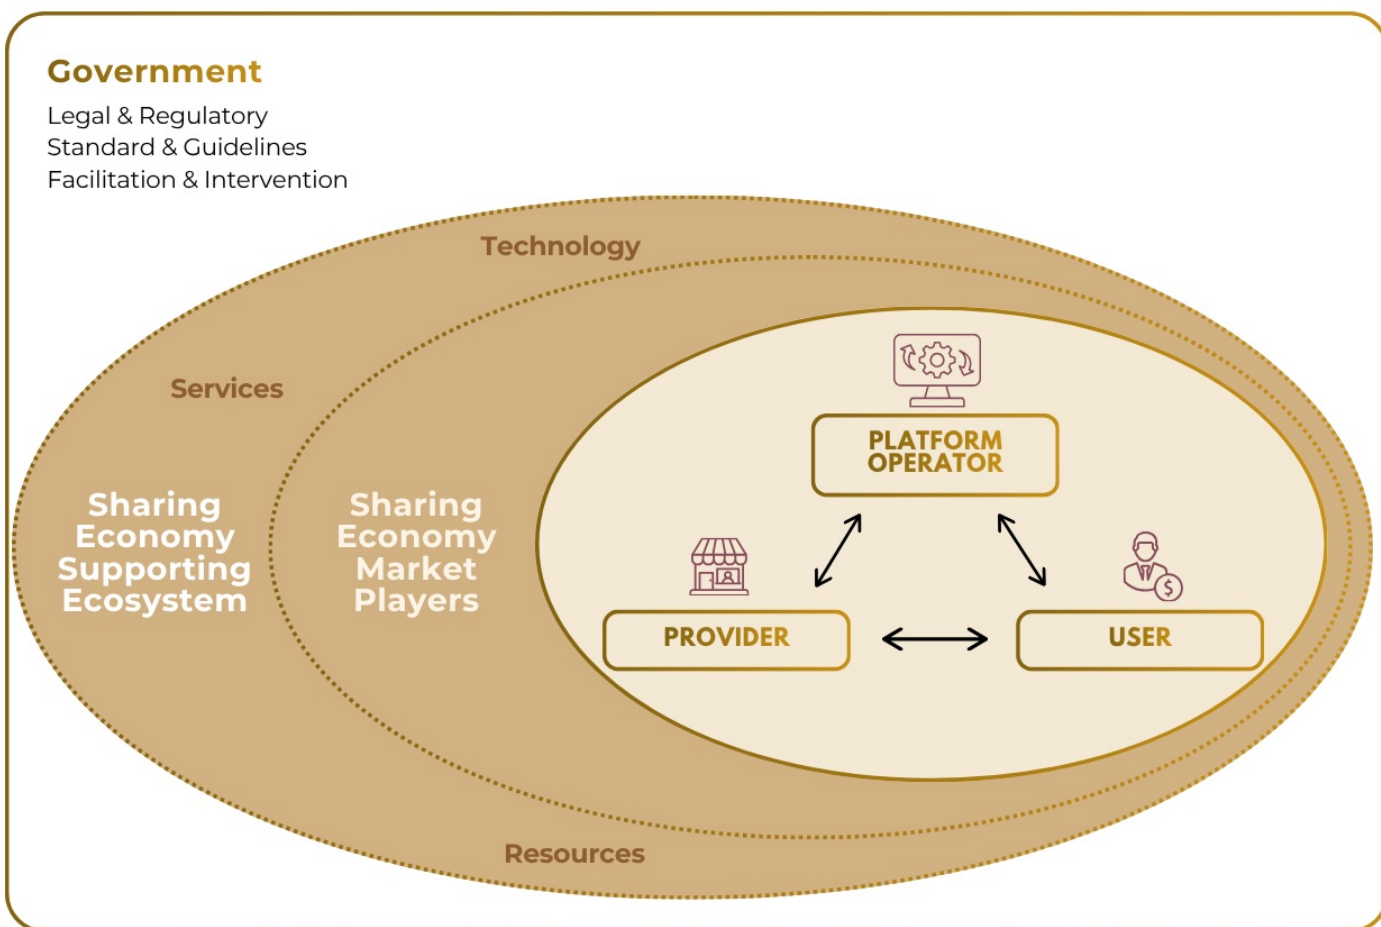 Government
Legal & Regulatory
Standard & Guidelines
Facilitation & Intervention
Technology
Services
Sharing
Economy
Supporting
Ecosystem
Sharing
Economy
Market
Players
PLATFORM
OPERATOR
$
PROVIDER
USER
Resources